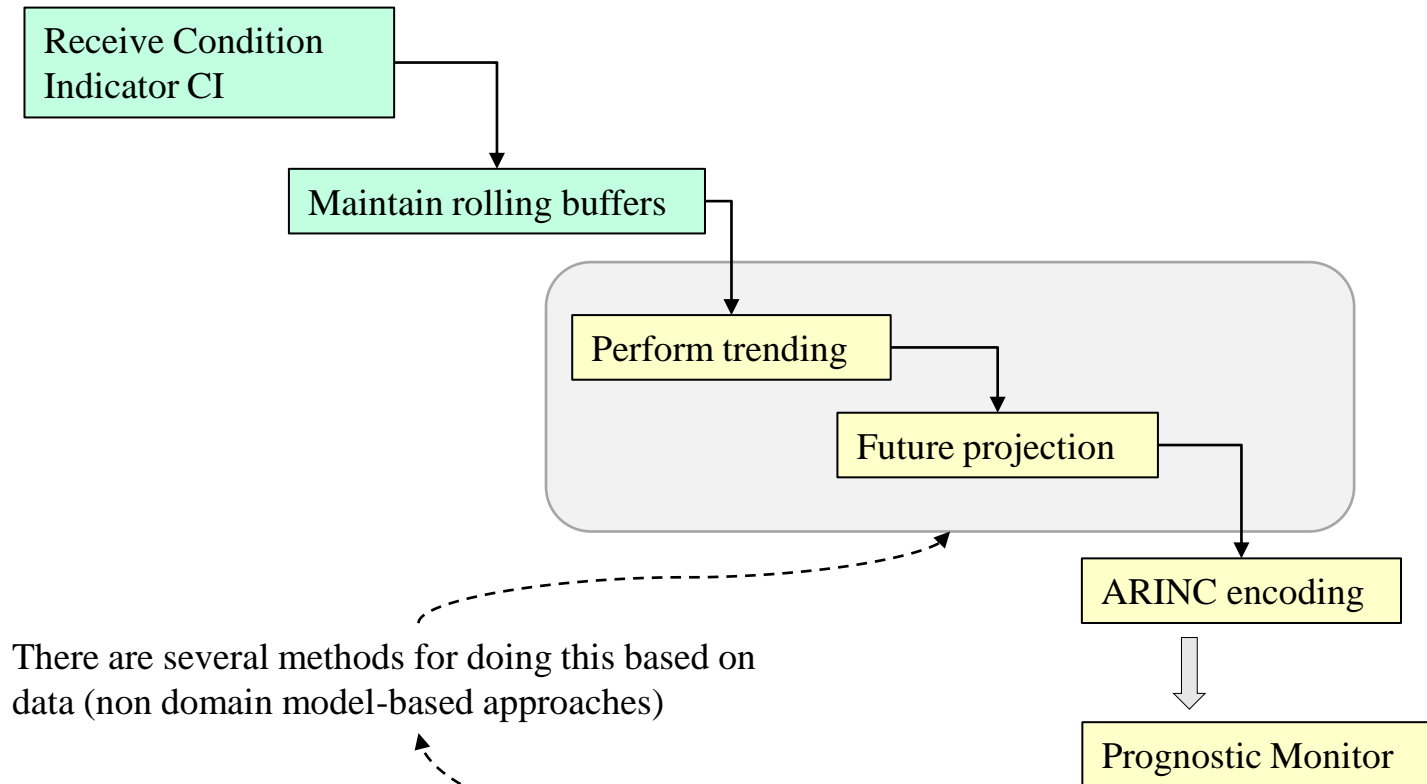 Receive Condition
Indicator CI
Maintain rolling buffers
Perform trending
Future projection
ARINC encoding
There are several methods for doing this based on
data (non domain model-based approaches)
Prognostic Monitor